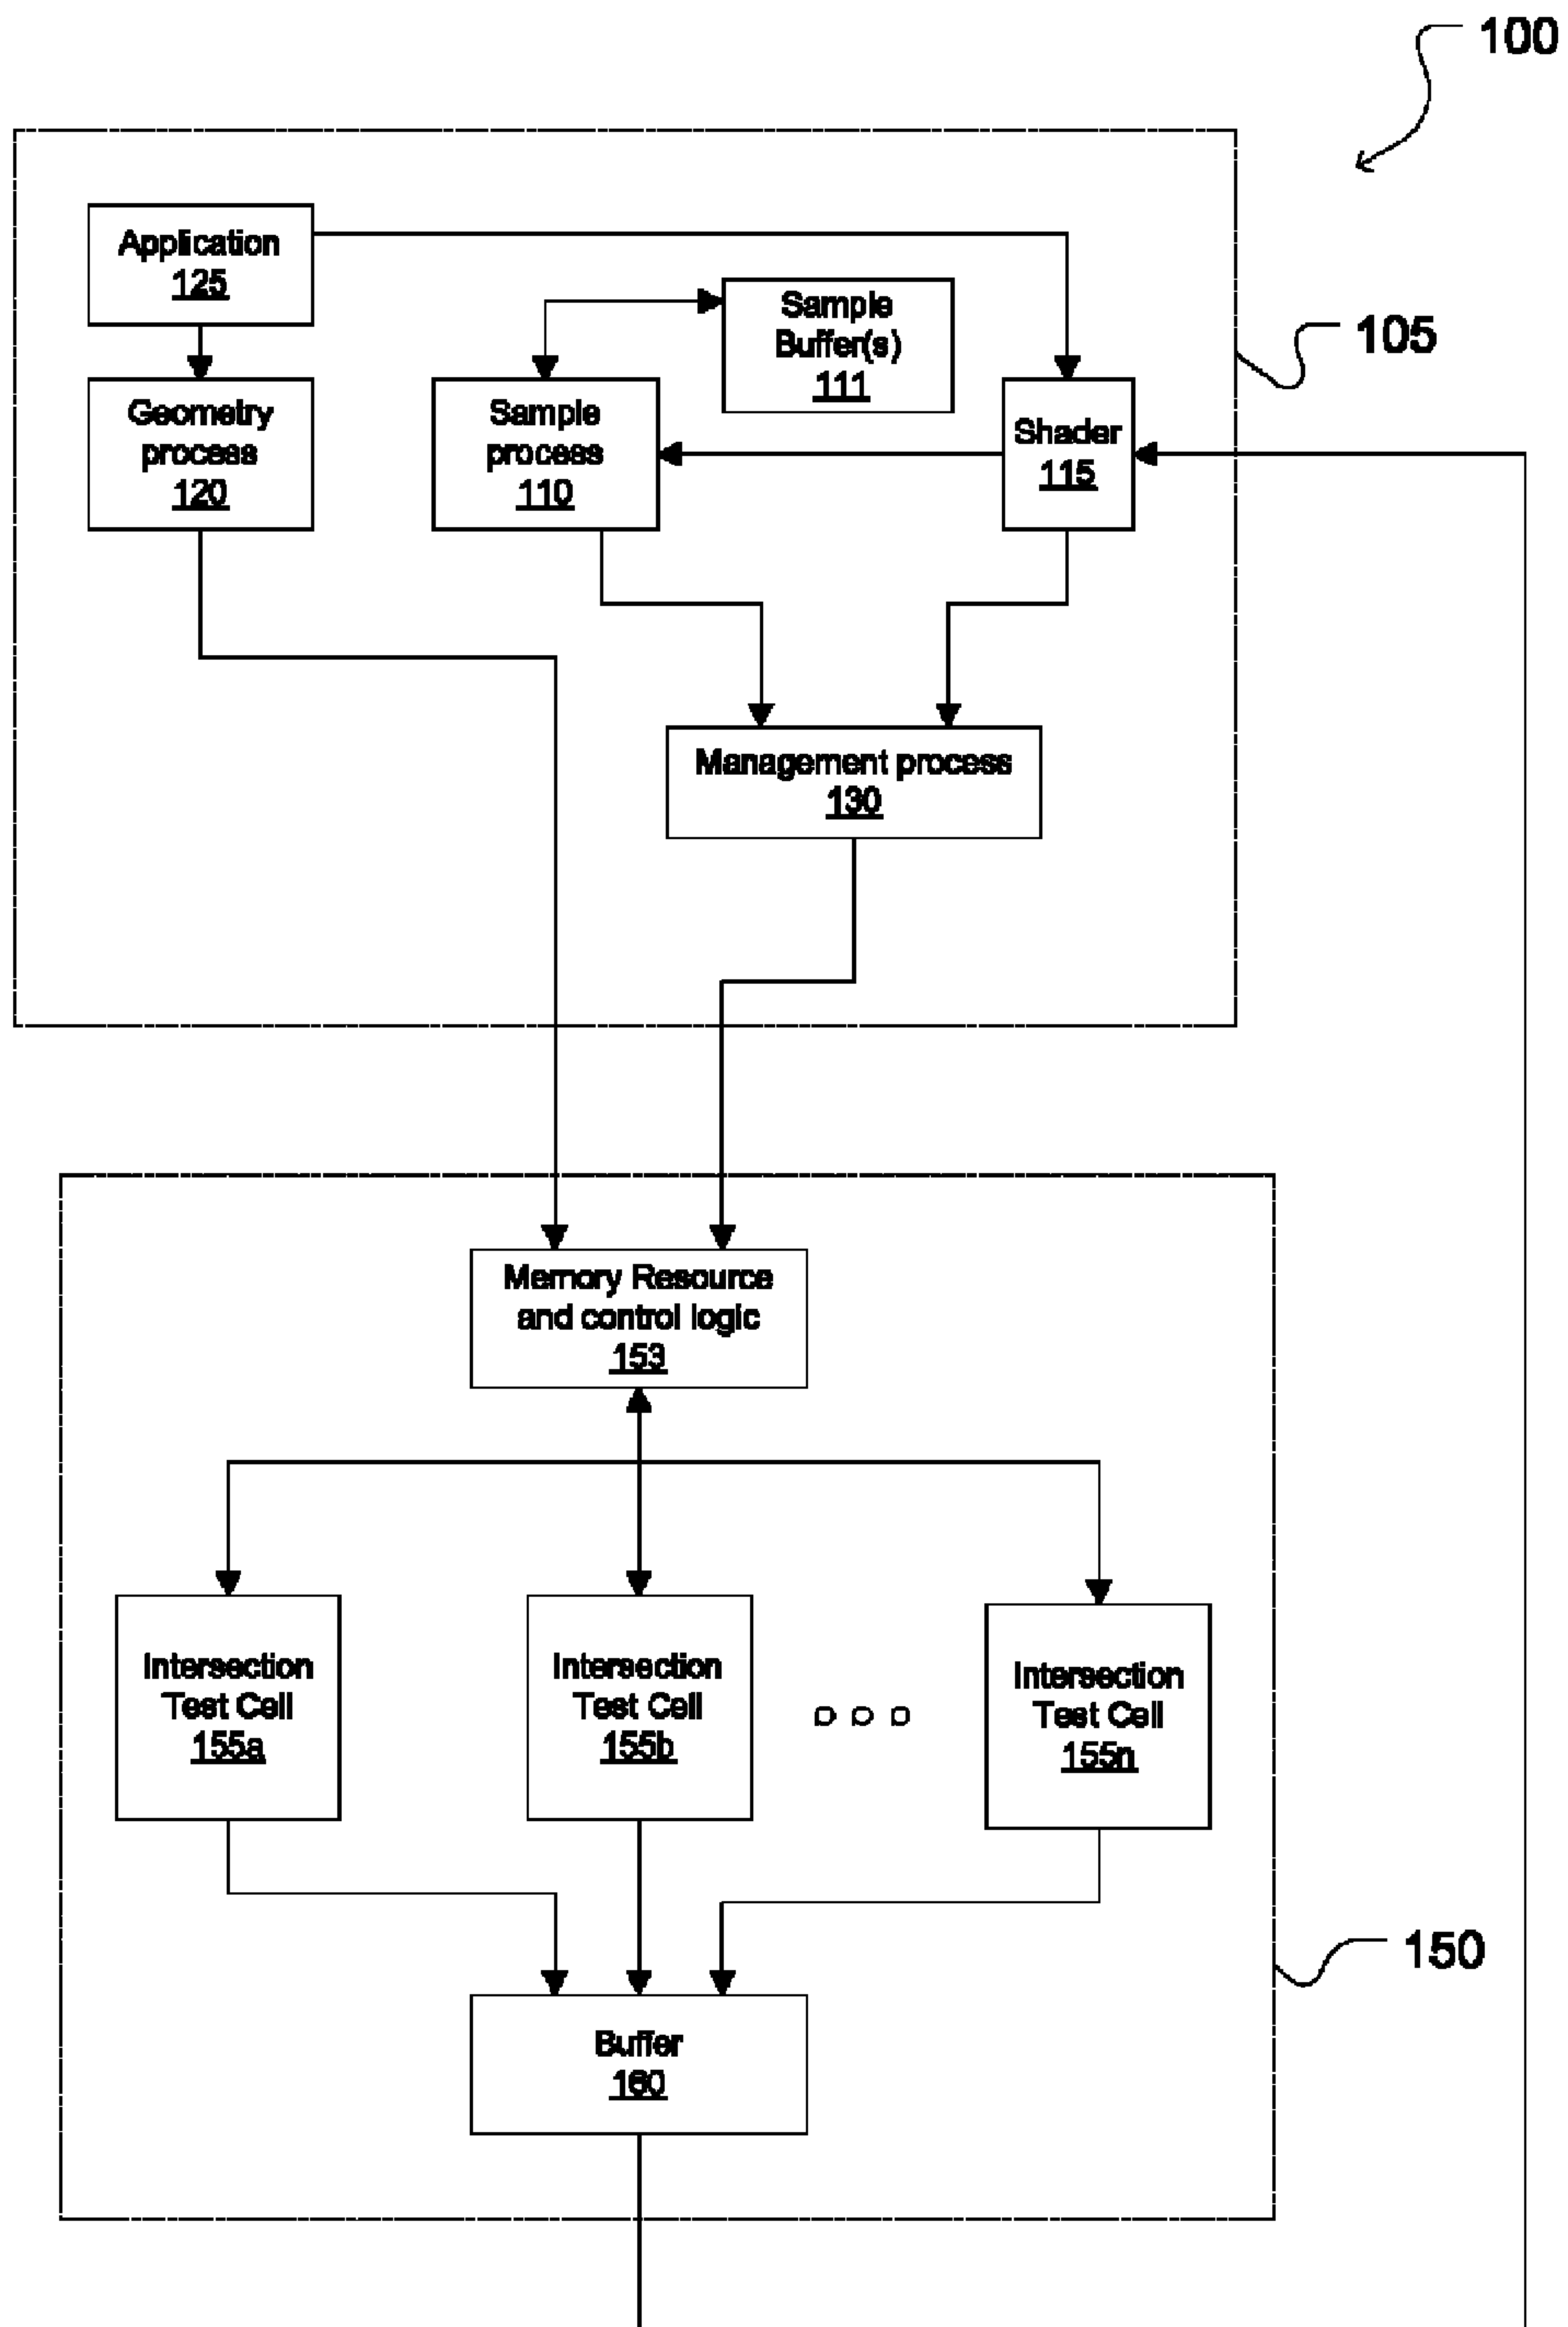 100
Application
125
Sample
Buffer(s)
111
105
Geometry
process
120
Sample
process
110
Shader
115
Management process
130
Memory Resource
and control logic
153
Intersection
Test Cell
155a
Intersection
Test Cell
155b
Intersection
Test Cell
155n
150
Buffer
160